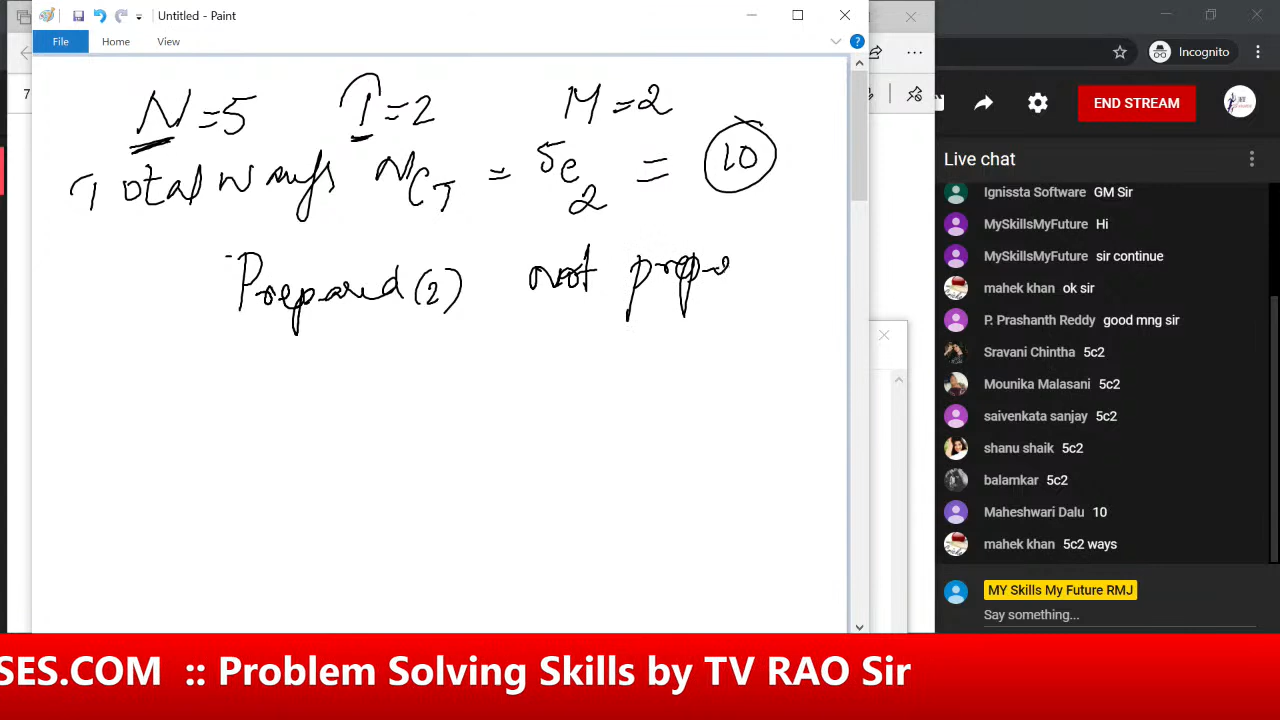 Untitled - Paint
File Home View
N=5 T=2 M=2
Total ways NCT = 5c2 = 10
Prepared(2) not prepa
7
Incognito
END STREAM
Live chat
Ignissta Software GM Sir
MySkillsMyFuture Hi
MySkillsMyFuture sir continue
mahek khan ok sir
P. Prashanth Reddy good mng sir
Sravani Chintha 5c2
Mounika Malasani 5c2
saivenkata sanjay 5c2
shanu shaik 5c2
balamkar 5c2
Maheshwari Dalu 10
mahek khan 5c2 ways
MY Skills My Future RMJ
Say something...
SES.COM :: Problem Solving Skills by TV RAO Sir